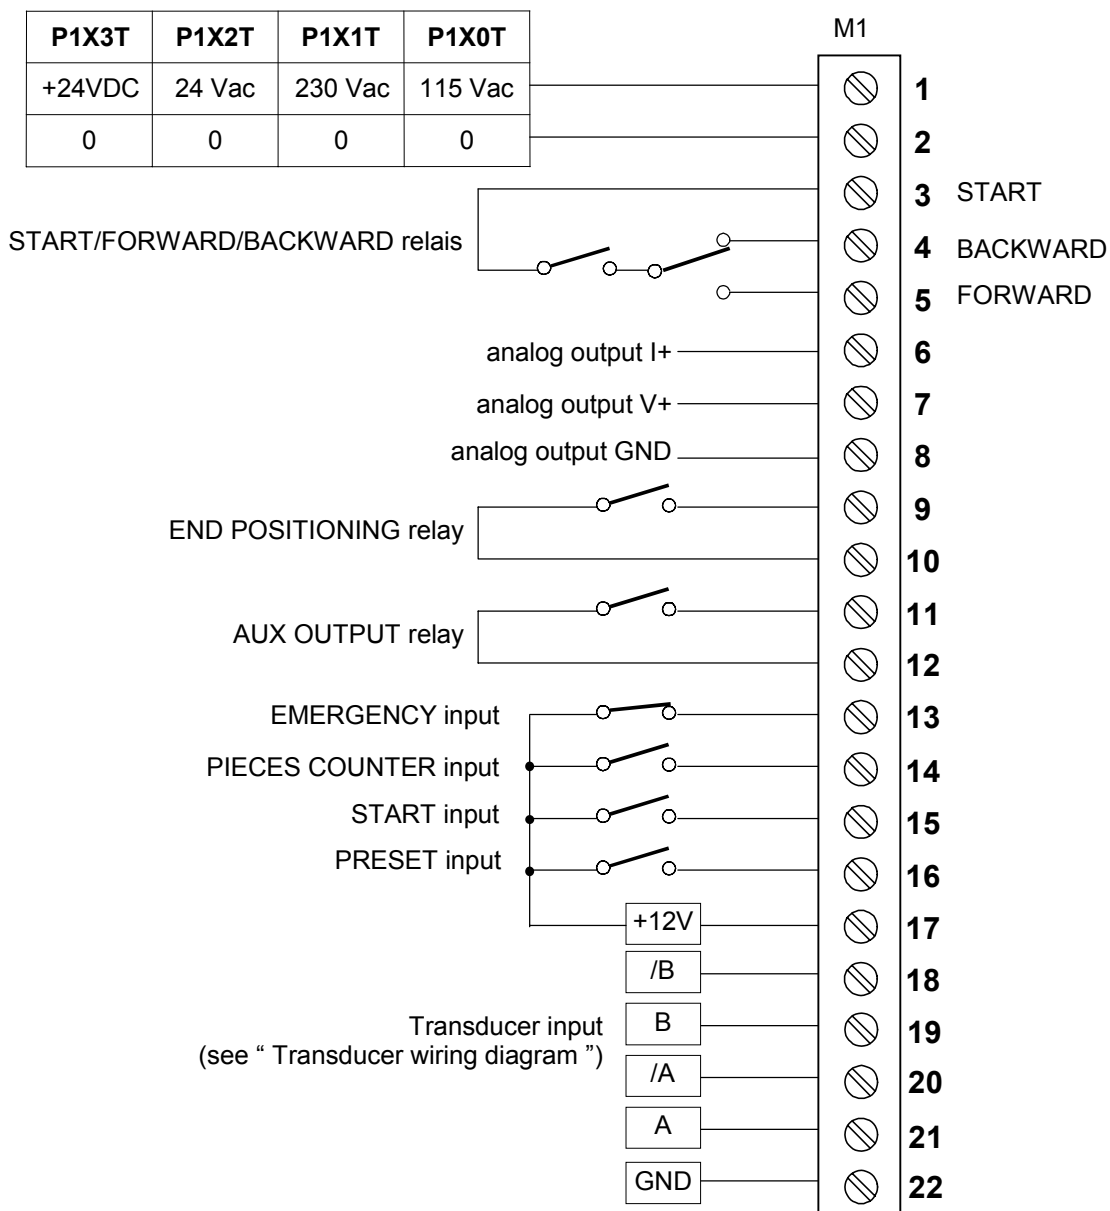 M1
P1X3T P1X2T P1X1T P1X0T
+24VDC 24 Vac 230 Vac 115 Vac 1
0 0 0 0 2
3 START
START/FORWARD/BACKWARD relais 4 BACKWARD
5 FORWARD
analog output I+ 6
analog output V+ 7
analog output GND 8
9
END POSITIONING relay
10
11
AUX OUTPUT relay
12
EMERGENCY input 13
PIECES COUNTER input 14
START input 15
PRESET input 16
+12V 17
/B 18
Transducer input B 19
(see “ Transducer wiring diagram ”)
/A 20
A 21
GND 22